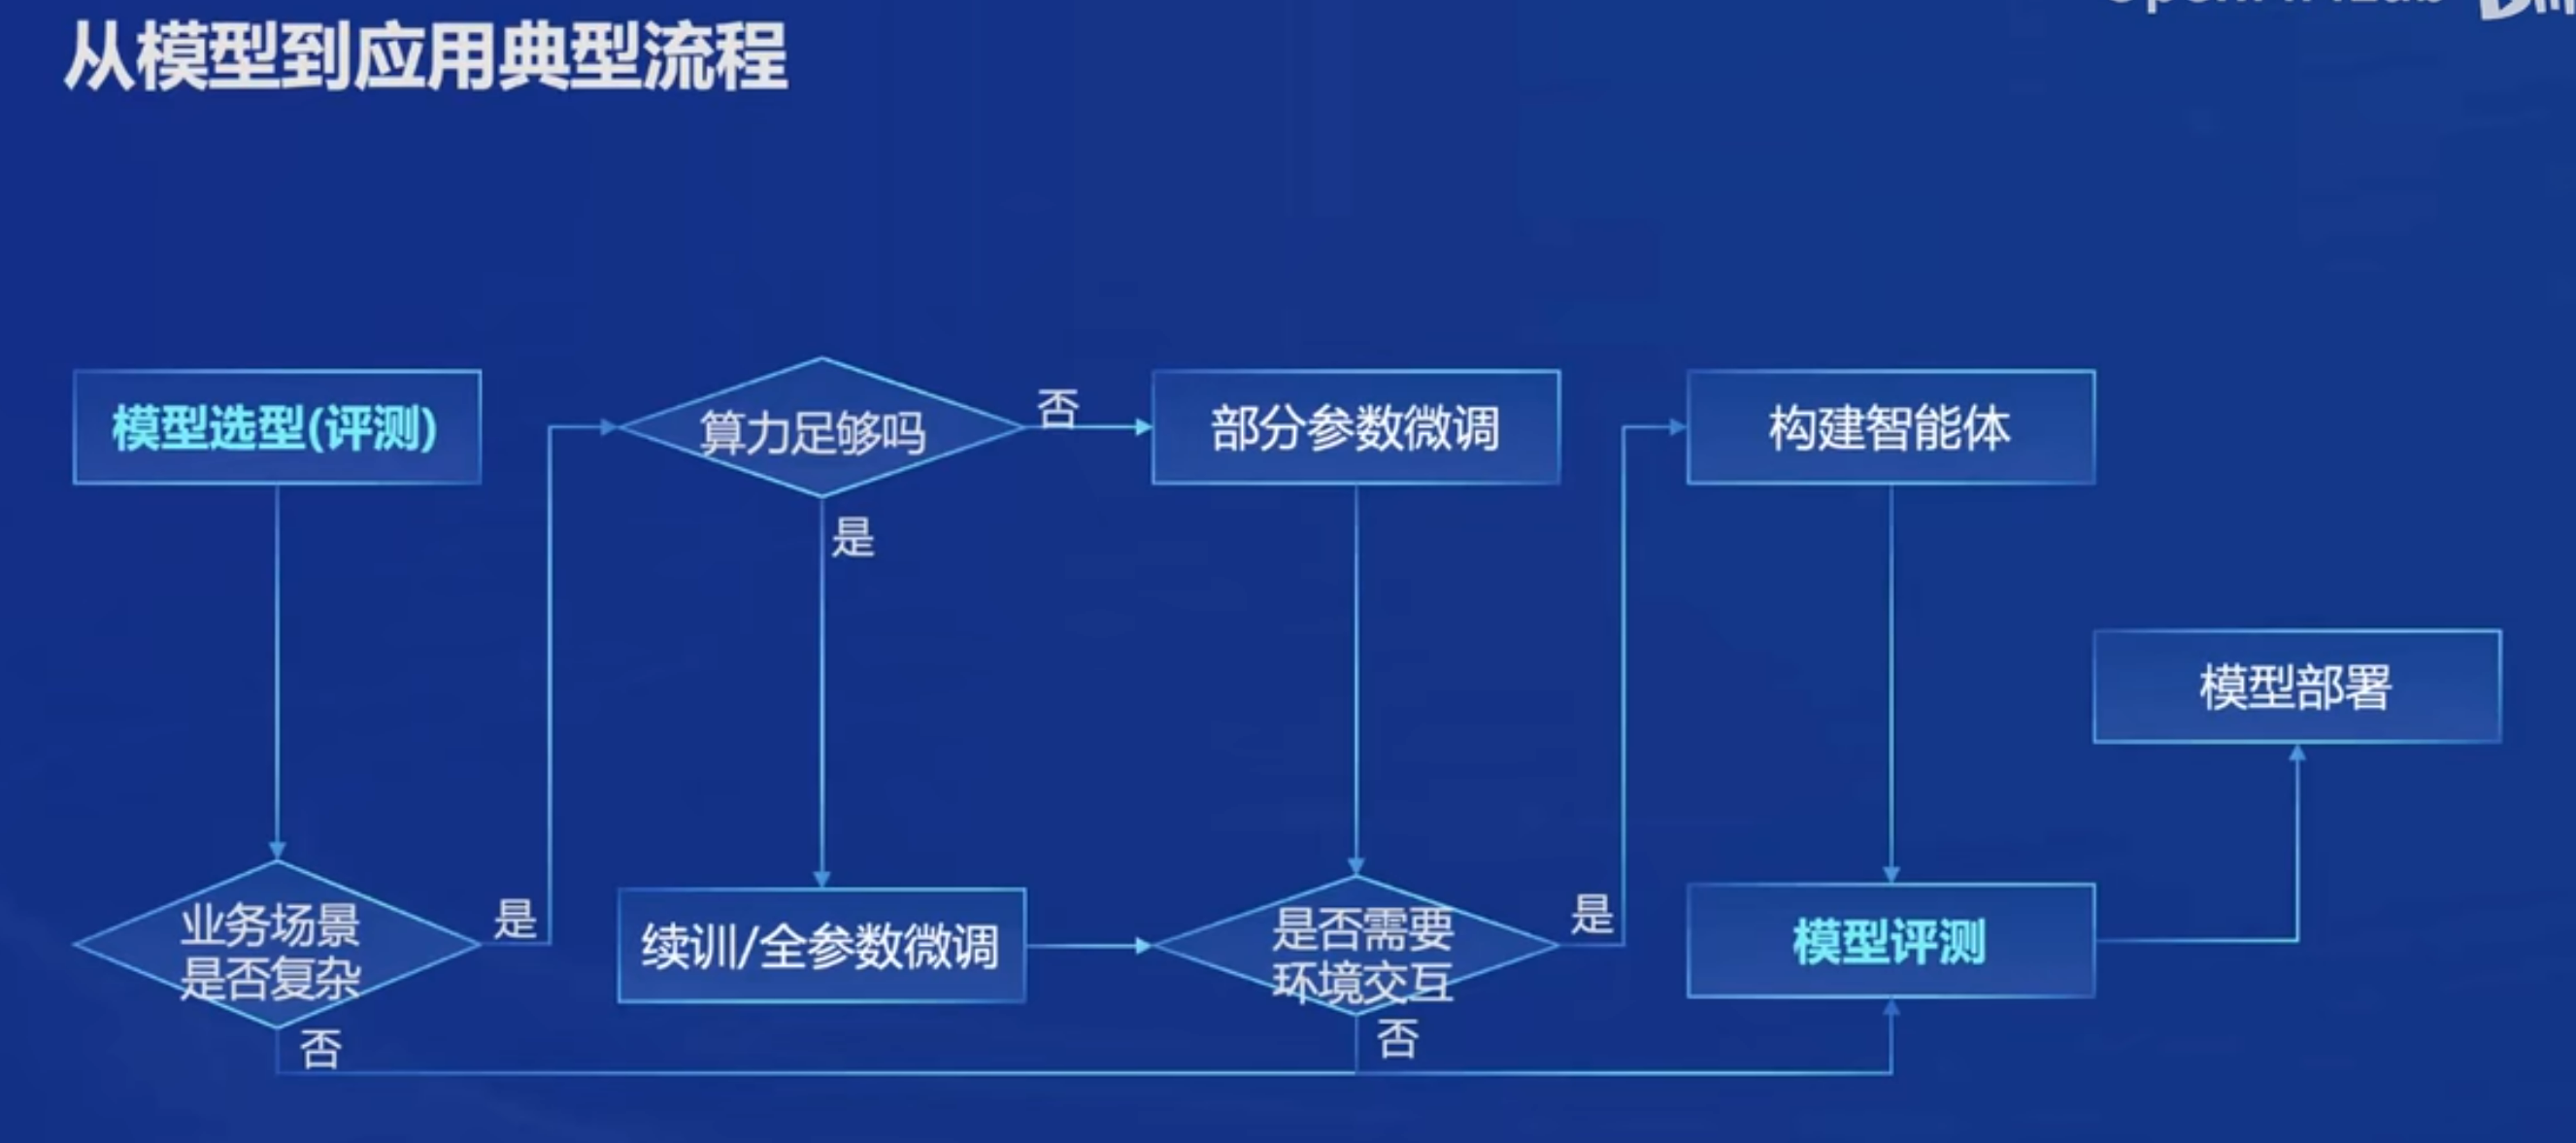 从模型到应用典型流程
模型选型(评测)
业务场景
是否复杂
是
否
算力足够吗
否
是
部分参数微调
续训/全参数微调
是否需要
环境交互
是
否
构建智能体
模型评测
模型部署